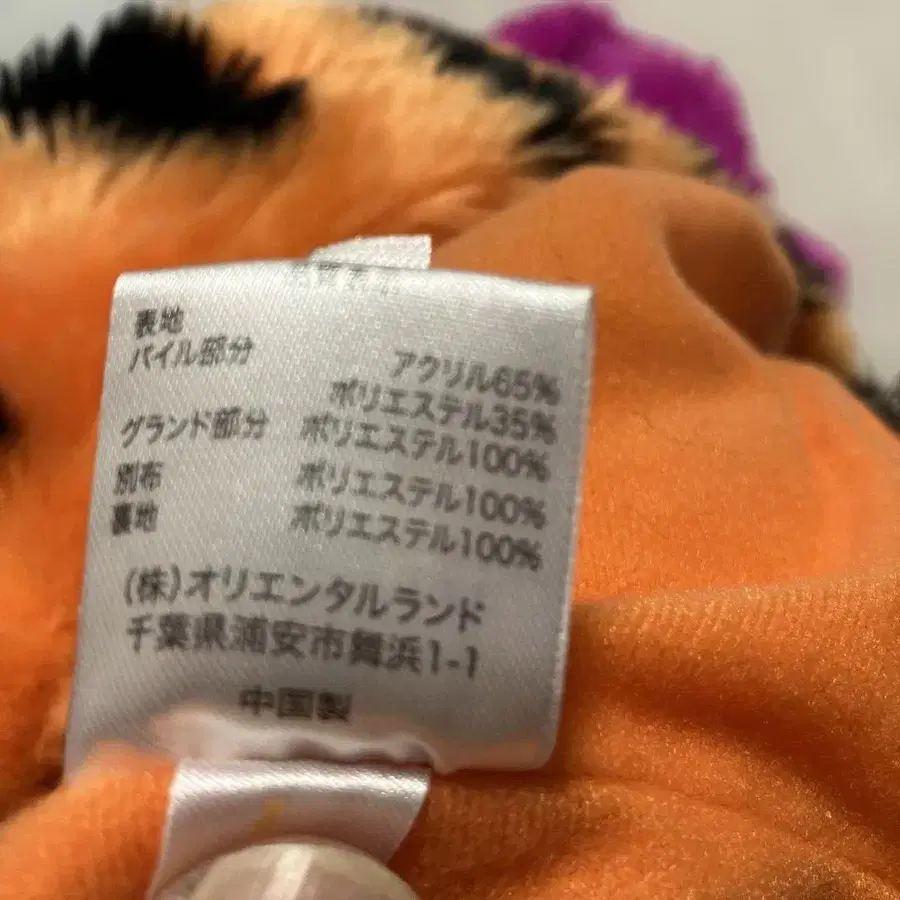 表地
パイル部分 アクリル65%
ポリエステル35%
グランド部分 ポリエステル100%
別布 ポリエステル100%
裏地 ポリエステル100%
(株)オリエンタルランド
千葉県浦安市舞浜1-1
中国製